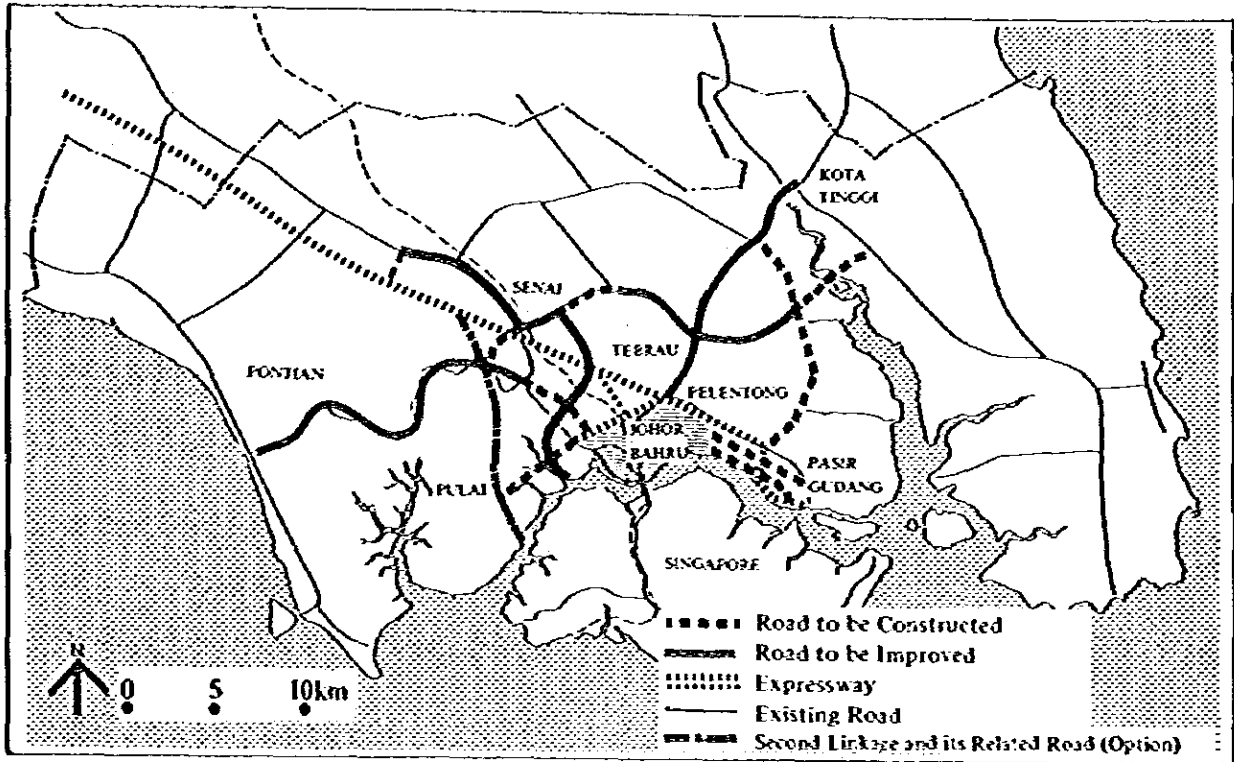 KOTA
TINGGI
SENAI
TEBRAU
PONTIAN
PELENTONG
JOHOR
BAHRU
PASIR
GUDANG
PULAI
SINGAPORE
Road to be Constructed
Road to be Improved
Expressway
Existing Road
Second Linkage and its Related Road (Option)
N
0 5 10km